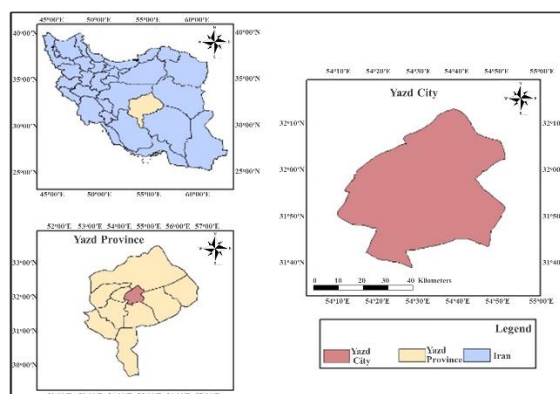 45°00'E 50°00'E 55°00'E 60°00'E
N
40°00'N 40°00'N
35°00'N 35°00'N
30°00'N 30°00'N
25°00'N 25°00'N
45°00'E 50°00'E 55°00'E 60°00'E
52°00'E 53°00'E 54°00'E 55°00'E 56°00'E 57°00'E
Yazd Province
N
33°00'N
32°00'N
31°00'N
54°10'E 54°20'E 54°30'E 54°40'E 54°50'E 55°00'E
Yazd City
N
32°10'N 32°10'N
32°00'N 32°00'N
31°50'N 31°50'N
31°40'N 31°40'N
0 10 20 30 40 Kilometers
54°10'E 54°20'E 54°30'E 54°40'E 54°50'E 55°00'E
Legend
Yazd City
Yazd Province
Iran